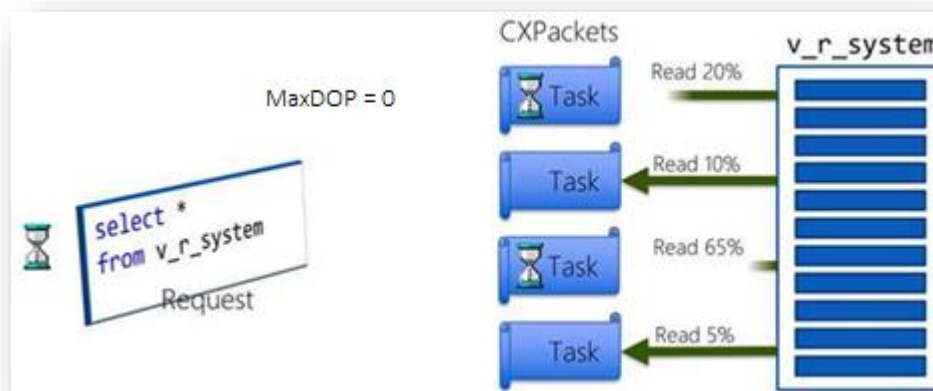 CXPackets
v_r_system
MaxDOP = 0
Task
Read 20%
Task
Read 10%
select *
from v_r_system
Request
Task
Read 65%
Task
Read 5%